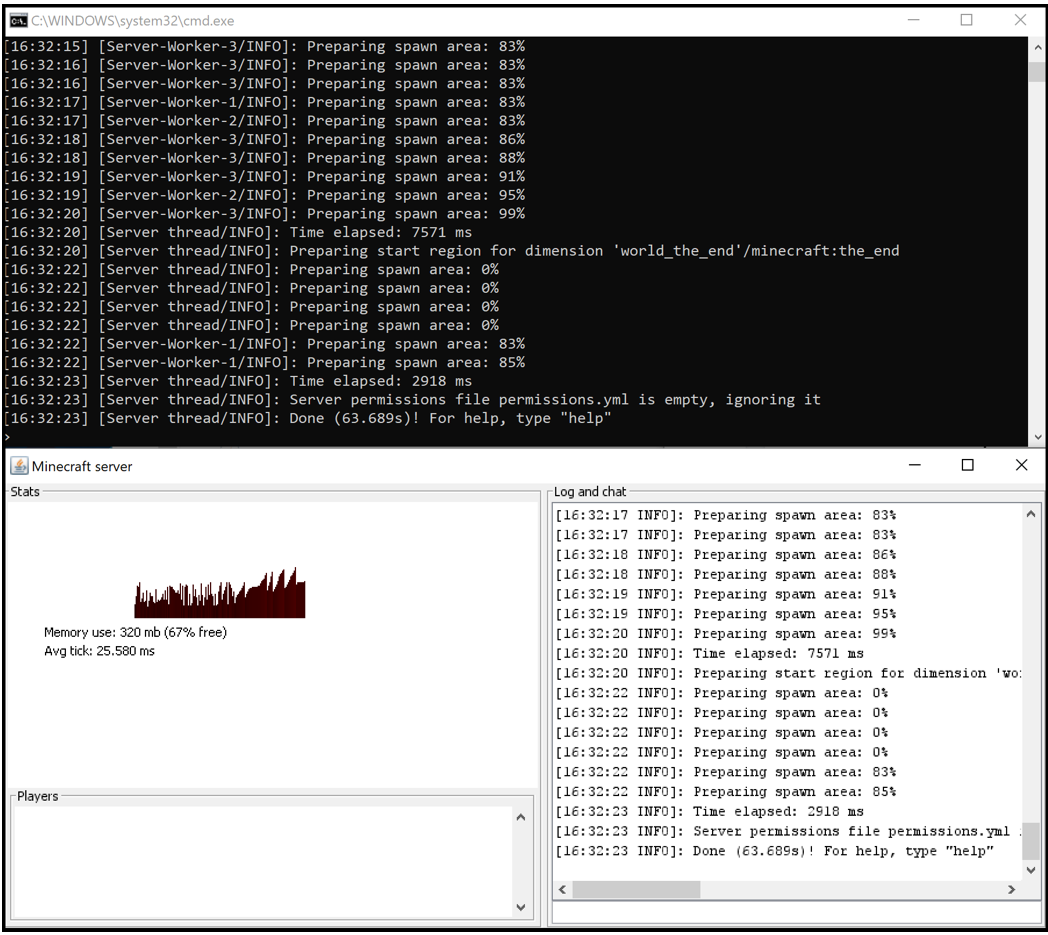 C:\WINDOWS\system32\cmd.exe
[16:32:15] [Server-Worker-3/INFO]: Preparing spawn area: 83%
[16:32:16] [Server-Worker-3/INFO]: Preparing spawn area: 83%
[16:32:16] [Server-Worker-3/INFO]: Preparing spawn area: 83%
[16:32:17] [Server-Worker-1/INFO]: Preparing spawn area: 83%
[16:32:17] [Server-Worker-2/INFO]: Preparing spawn area: 83%
[16:32:18] [Server-Worker-3/INFO]: Preparing spawn area: 86%
[16:32:18] [Server-Worker-3/INFO]: Preparing spawn area: 88%
[16:32:19] [Server-Worker-3/INFO]: Preparing spawn area: 91%
[16:32:19] [Server-Worker-2/INFO]: Preparing spawn area: 95%
[16:32:20] [Server-Worker-3/INFO]: Preparing spawn area: 99%
[16:32:20] [Server thread/INFO]: Time elapsed: 7571 ms
[16:32:20] [Server thread/INFO]: Preparing start region for dimension 'world_the_end'/minecraft:the_end
[16:32:22] [Server thread/INFO]: Preparing spawn area: 0%
[16:32:22] [Server thread/INFO]: Preparing spawn area: 0%
[16:32:22] [Server thread/INFO]: Preparing spawn area: 0%
[16:32:22] [Server thread/INFO]: Preparing spawn area: 0%
[16:32:22] [Server-Worker-1/INFO]: Preparing spawn area: 83%
[16:32:22] [Server-Worker-1/INFO]: Preparing spawn area: 85%
[16:32:23] [Server thread/INFO]: Time elapsed: 2918 ms
[16:32:23] [Server thread/INFO]: Server permissions file permissions.yml is empty, ignoring it
[16:32:23] [Server thread/INFO]: Done (63.689s)! For help, type "help"
>
Minecraft server
Stats
Memory use: 320 mb (67% free)
Avg tick: 25.580 ms
Players
Log and chat
[16:32:17 INFO]: Preparing spawn area: 83%
[16:32:17 INFO]: Preparing spawn area: 83%
[16:32:18 INFO]: Preparing spawn area: 86%
[16:32:18 INFO]: Preparing spawn area: 88%
[16:32:19 INFO]: Preparing spawn area: 91%
[16:32:19 INFO]: Preparing spawn area: 95%
[16:32:20 INFO]: Preparing spawn area: 99%
[16:32:20 INFO]: Time elapsed: 7571 ms
[16:32:20 INFO]: Preparing start region for dimension 'wo
[16:32:22 INFO]: Preparing spawn area: 0%
[16:32:22 INFO]: Preparing spawn area: 0%
[16:32:22 INFO]: Preparing spawn area: 0%
[16:32:22 INFO]: Preparing spawn area: 0%
[16:32:22 INFO]: Preparing spawn area: 83%
[16:32:22 INFO]: Preparing spawn area: 85%
[16:32:23 INFO]: Time elapsed: 2918 ms
[16:32:23 INFO]: Server permissions file permissions.yml
[16:32:23 INFO]: Done (63.689s)! For help, type "help"